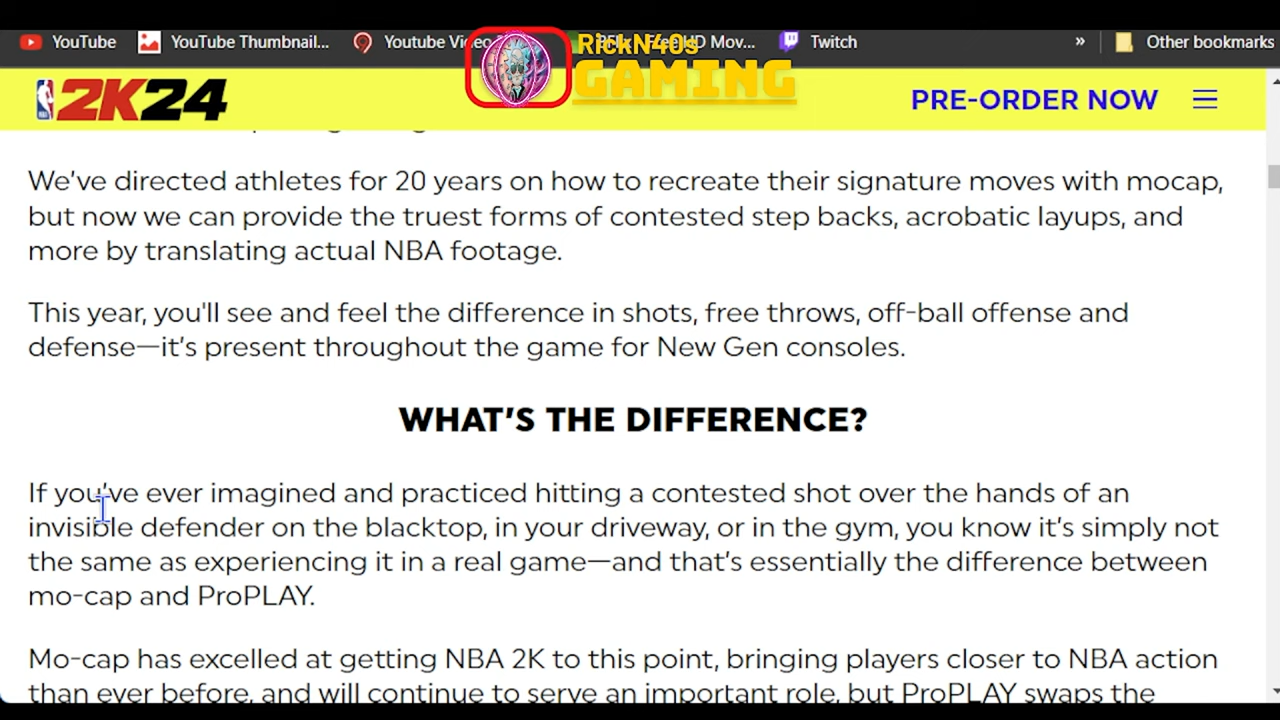 YouTube YouTube Thumbnail... Youtube Vide Mov... Twitch » Other bookmarks
RickN40s
GAMING
2K24 PRE-ORDER NOW
We've directed athletes for 20 years on how to recreate their signature moves with mocap,
but now we can provide the truest forms of contested step backs, acrobatic layups, and
more by translating actual NBA footage.
This year, you'll see and feel the difference in shots, free throws, off-ball offense and
defense—it's present throughout the game for New Gen consoles.
WHAT'S THE DIFFERENCE?
If you've ever imagined and practiced hitting a contested shot over the hands of an
invisible defender on the blacktop, in your driveway, or in the gym, you know it's simply not
the same as experiencing it in a real game—and that's essentially the difference between
mo-cap and ProPLAY.
Mo-cap has excelled at getting NBA 2K to this point, bringing players closer to NBA action
than ever before, and will continue to serve an important role, but ProPLAY swaps the